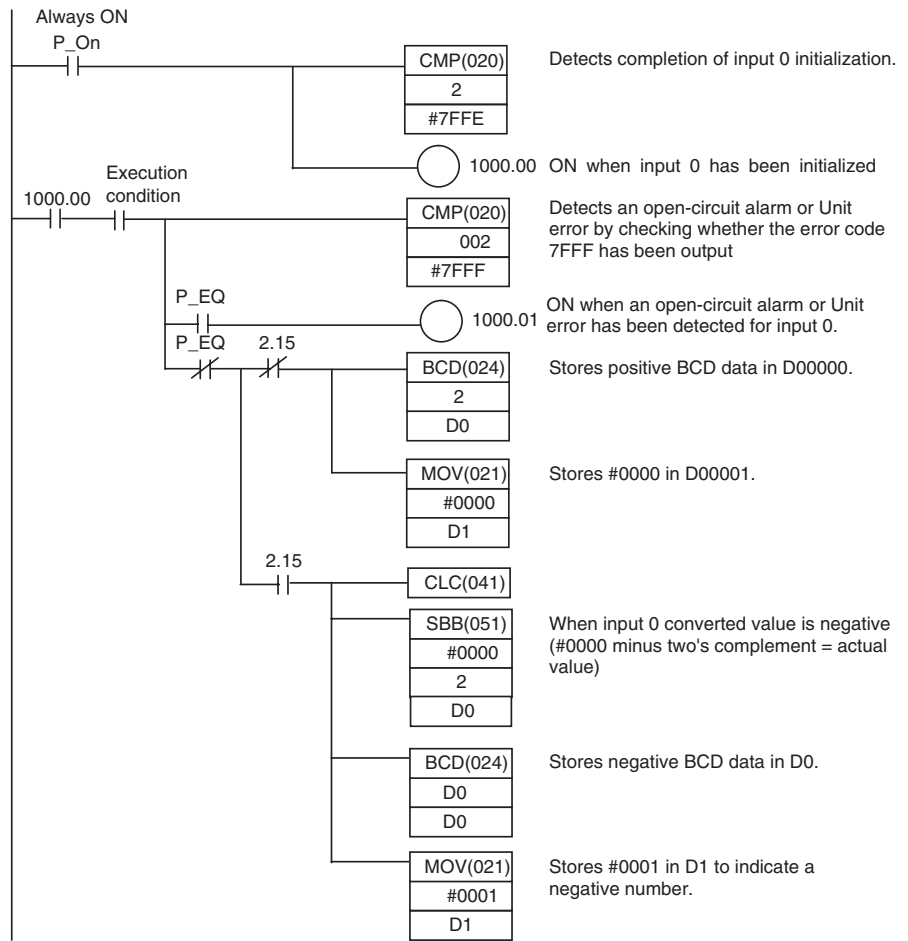 Always ON
P_On
CMP(020)
2
#7FFE
Detects completion of input 0 initialization.
1000.00
ON when input 0 has been initialized
Execution
condition
1000.00
CMP(020)
002
#7FFF
Detects an open-circuit alarm or Unit
error by checking whether the error code
7FFF has been output
P_EQ
1000.01
ON when an open-circuit alarm or Unit
error has been detected for input 0.
P_EQ
2.15
BCD(024)
2
D0
Stores positive BCD data in D00000.
MOV(021)
#0000
D1
Stores #0000 in D00001.
2.15
CLC(041)
SBB(051)
#0000
2
D0
When input 0 converted value is negative
(#0000 minus two's complement = actual
value)
BCD(024)
D0
D0
Stores negative BCD data in D0.
MOV(021)
#0001
D1
Stores #0001 in D1 to indicate a
negative number.